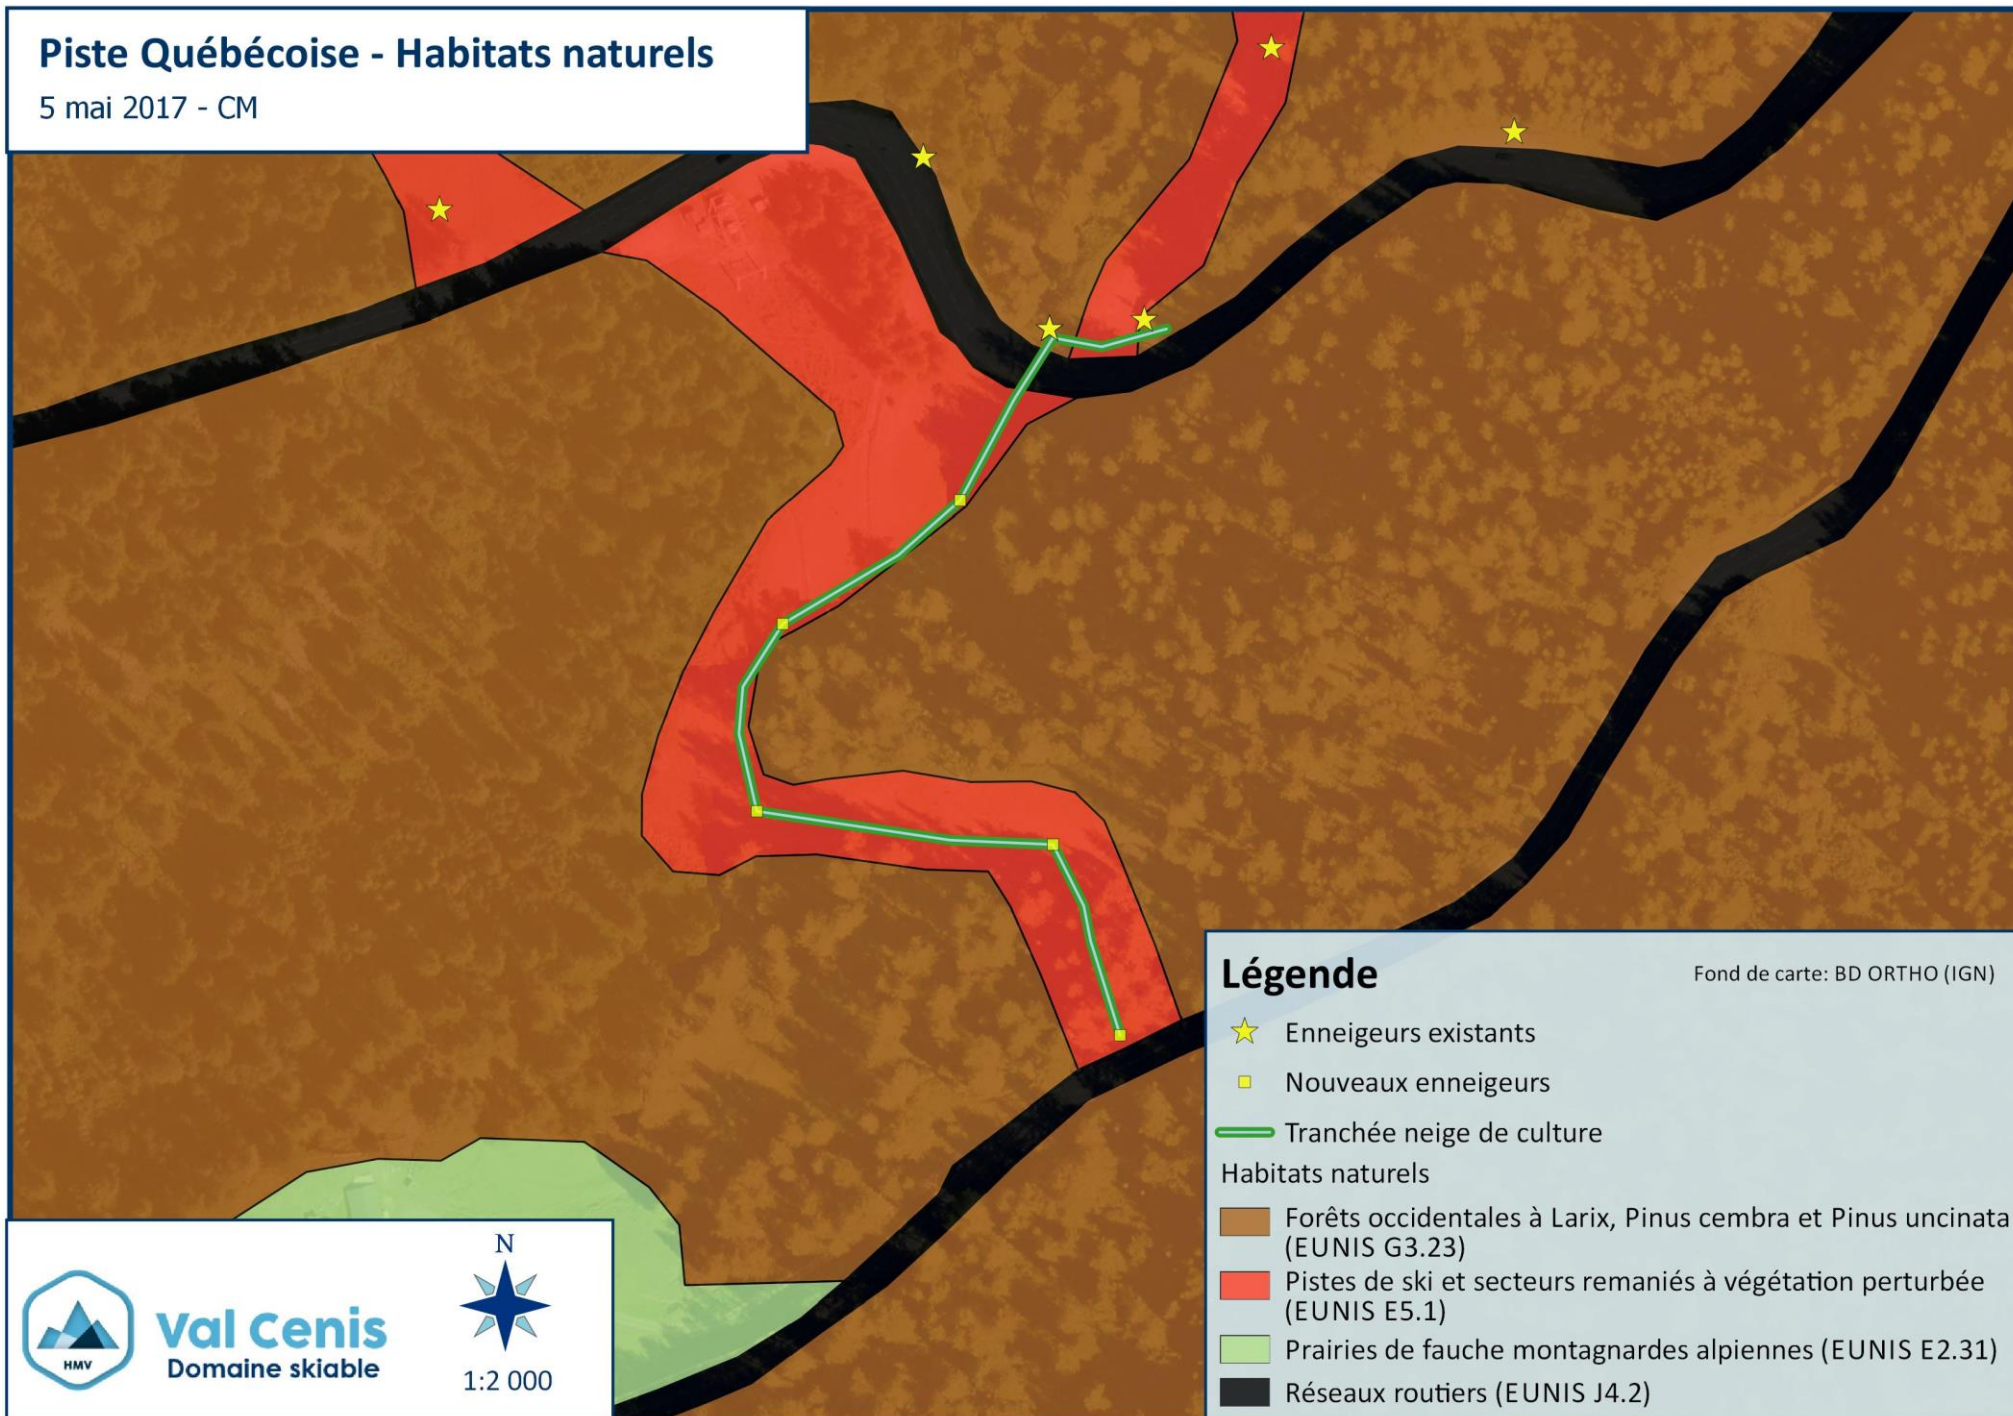 Piste Québécoise - Habitats naturels
5 mai 2017 - CM
Légende
Fond de carte: BD ORTHO (IGN)
Enneigeurs existants
Nouveaux enneigeurs
Tranchée neige de culture
Habitats naturels
Forêts occidentales à Larix, Pinus cembra et Pinus uncinata
(EUNIS G3.23)
Pistes de ski et secteurs remaniés à végétation perturbée
(EUNIS E5.1)
Prairies de fauche montagnardes alpiennes (EUNIS E2.31)
Réseaux routiers (EUNIS J4.2)
HMV
Val Cenis
Domaine skiable
N
1:2 000